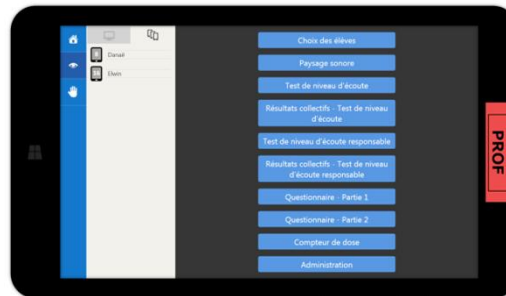 Danaé
Elwin
Choix des élèves
Paysage sonore
Test de niveau d'écoute
Résultats collectifs - Test de niveau
d'écoute
Test de niveau d'écoute responsable
Résultats collectifs - Test de niveau
d'écoute responsable
Questionnaire - Partie 1
Questionnaire - Partie 2
Compteur de dose
Administration
PROF